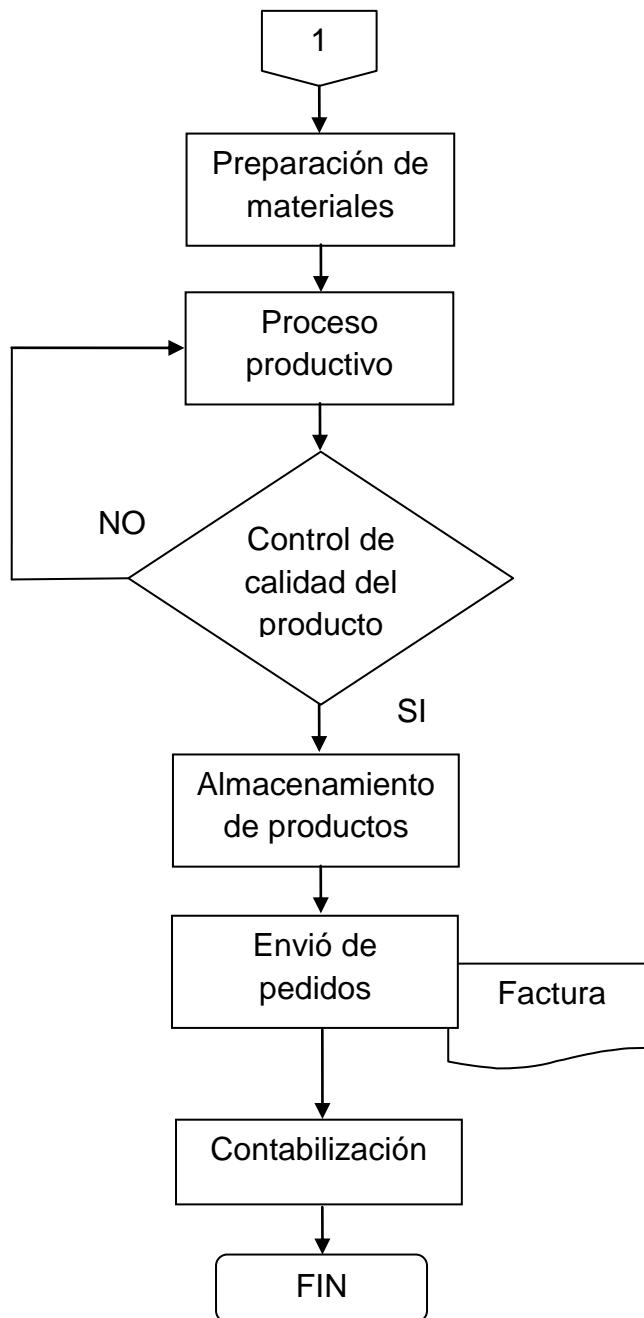 1
Preparación de
materiales
Proceso
productivo
NO
Control de
calidad del
producto
SI
Almacenamiento
de productos
Envió de
pedidos
Factura
Contabilización
FIN